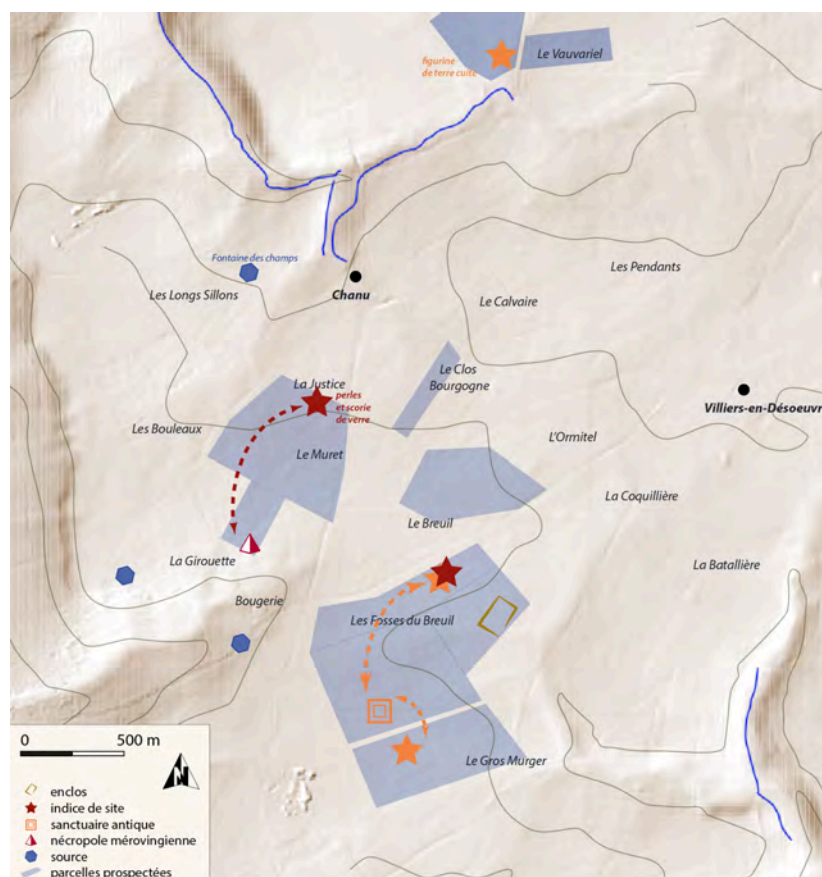 figurine
de terre cuite
Le Vauvariel
Fontaine des champs
Les Longs Sillons
Chanu
Les Pendants
Le Calvaire
Le Clos
Bourgogne
La Justice
perles
et scorie
de verre
Villiers-en-Désoeuvr
Les Bouleaux
Le Muret
L'Ormitel
La Coquillière
Le Breuil
La Girouette
La Batallière
Bougerie
Les Fosses du Breuil
Le Gros Murger
0 500 m
N
enclos
indice de site
sanctuaire antique
nécropole mérovingienne
source
parcelles prospectées